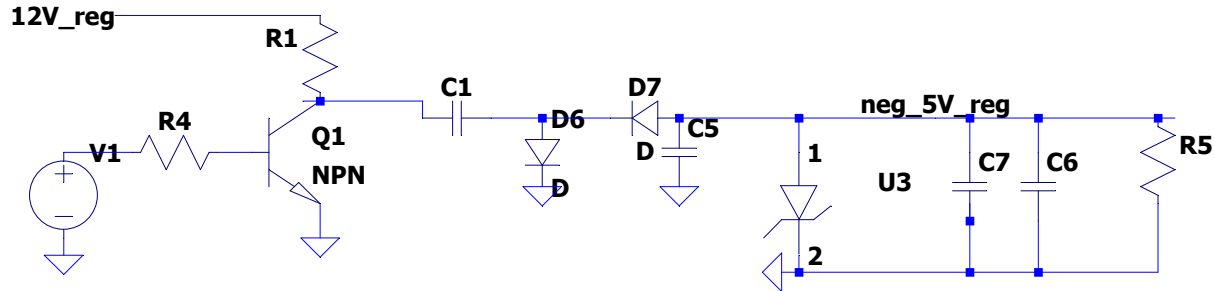 12V_reg
R1
C1
D7
neg_5V_reg
R4
D6
C5
V1
Q1
D
1
C7
C6
R5
NPN
D
U3
2